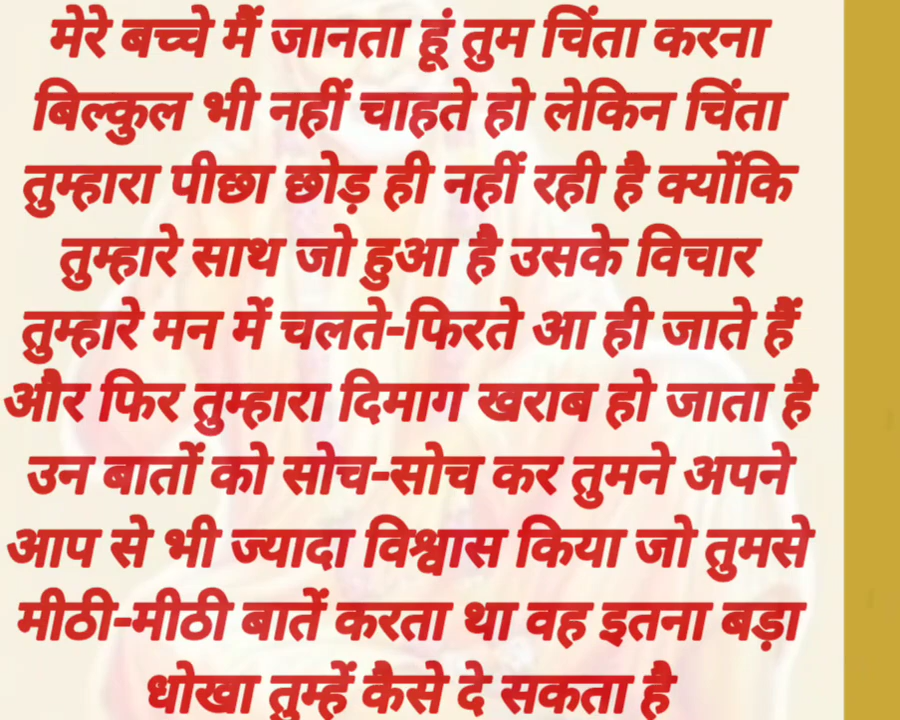 मेरे बच्चे मैं जानता हूं तुम चिंता करना
बिल्कुल भी नहीं चाहते हो लेकिन चिंता
तुम्हारा पीछा छोड़ ही नहीं रही है क्योंकि
तुम्हारे साथ जो हुआ है उसके विचार
तुम्हारे मन में चलते-फिरते आ ही जाते हैं
और फिर तुम्हारा दिमाग खराब हो जाता है
उन बातों को सोच-सोच कर तुमने अपने
आप से भी ज्यादा विश्वास किया जो तुमसे
मीठी-मीठी बातें करता था वह इतना बड़ा
धोखा तुम्हें कैसे दे सकता है